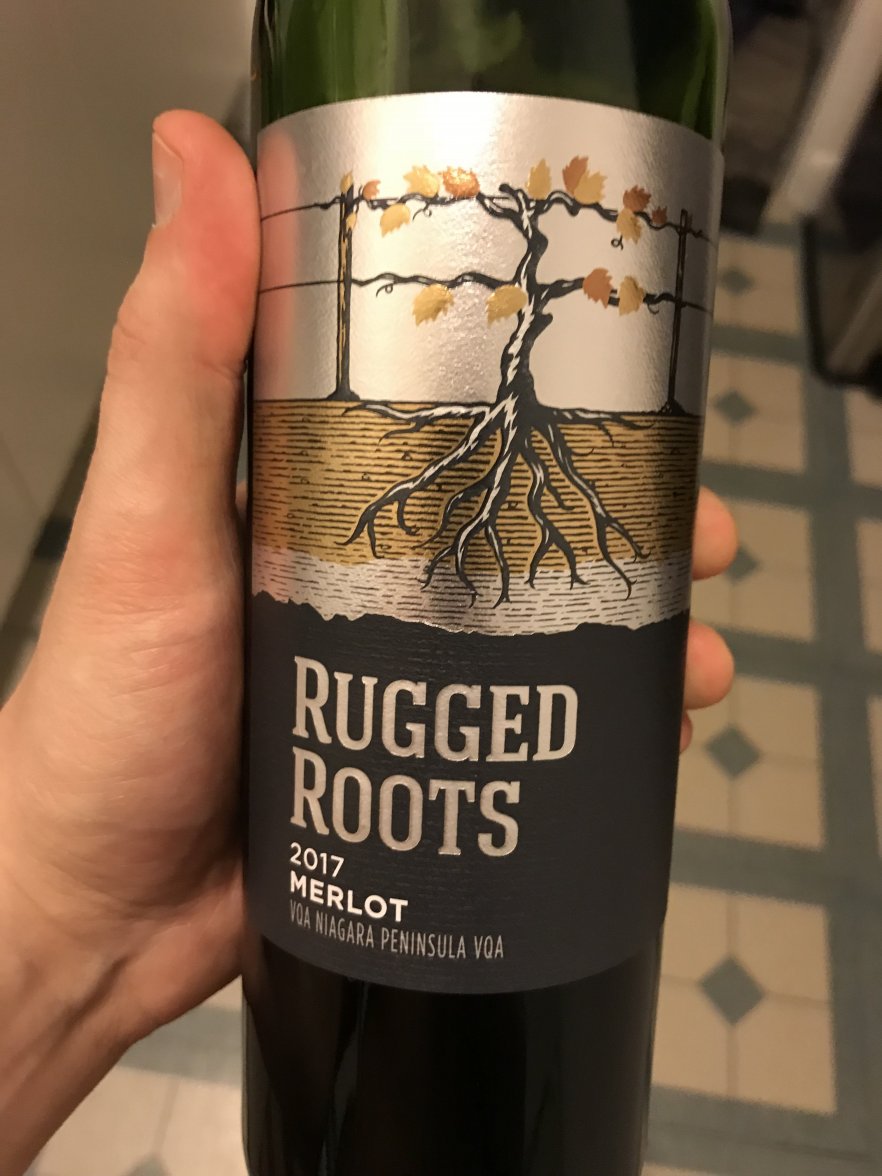 RUGGED
ROOTS
2017
MERLOT
VQA NIAGARA PENINSULA VQA